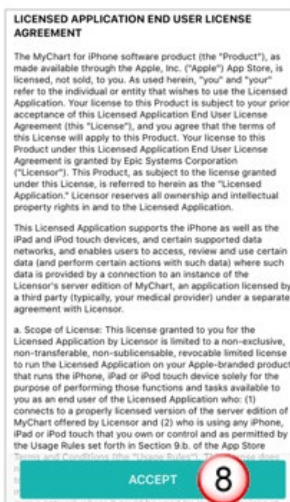 LICENSED APPLICATION END USER LICENSE
AGREEMENT
The MyChart for iPhone software product (the "Product"), as
made available through the Apple, Inc. ("Apple") App Store, is
licensed, not sold, to you. As used herein, "you" and "your"
refer to the individual or entity that wishes to use the Licensed
Application. Your license to this Product is subject to your prior
acceptance of this Licensed Application End User License
Agreement (this "License"), and you agree that the terms of
this License will apply to this Product. Your license to this
Product under this Licensed Application End User License
Agreement is granted by Epic Systems Corporation
("Licensor"). This Product, as subject to the license granted
under this License, is referred to herein as the "Licensed
Application." Licensor reserves all ownership and intellectual
property rights in and to the Licensed Application.
This Licensed Application supports the iPhone as well as the
iPad and iPod touch devices, and certain supported data
networks, and enables users to access, review and use certain
data (and perform certain actions with such data) where such
data is provided by a connection to an instance of the
Licensor's server edition of MyChart, an application licensed by
a third party (typically, your medical provider) under a separate
agreement with Licensor.
a. Scope of License: This license granted to you for the
Licensed Application by Licensor is limited to a non-exclusive,
non-transferable, non-sublicensable, revocable limited license
to run the Licensed Application on your Apple-branded product
that runs the iPhone, iPad or iPod touch device solely for the
purpose of performing those functions and tasks available to
you as an end user of the Licensed Application who: (1)
connects to a properly licensed version of the server edition of
MyChart offered by Licensor and (2) who is using any iPhone,
iPad or iPod touch that you own or control and as permitted by
the Usage Rules set forth in Section 9.b. of the App Store
Terms and Conditions (the "Usage Rules"). This license does
ACCEPT
8